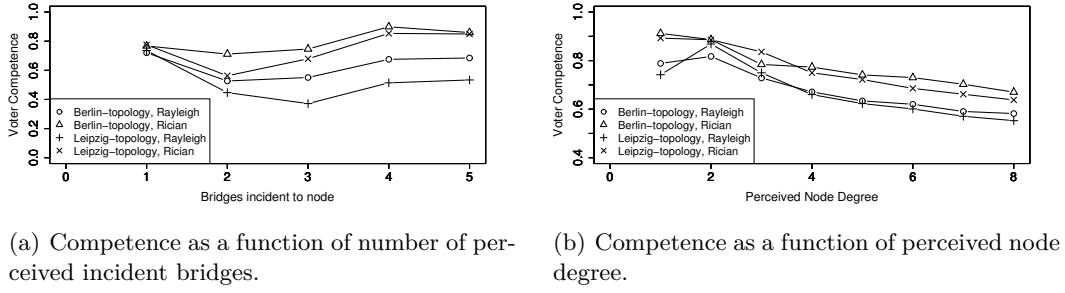 Voter Competence
0.0 0.2 0.4 0.6 0.8 1.0
Berlin−topology, Rayleigh
Berlin−topology, Rician
Leipzig−topology, Rayleigh
Leipzig−topology, Rician
0 1 2 3 4 5
Bridges incident to node
(a) Competence as a function of number of per-
ceived incident bridges.
Voter Competence
0.4 0.6 0.8 1.0
Berlin−topology, Rayleigh
Berlin−topology, Rician
Leipzig−topology, Rayleigh
Leipzig−topology, Rician
0 2 4 6 8
Perceived Node Degree
(b) Competence as a function of perceived node
degree.